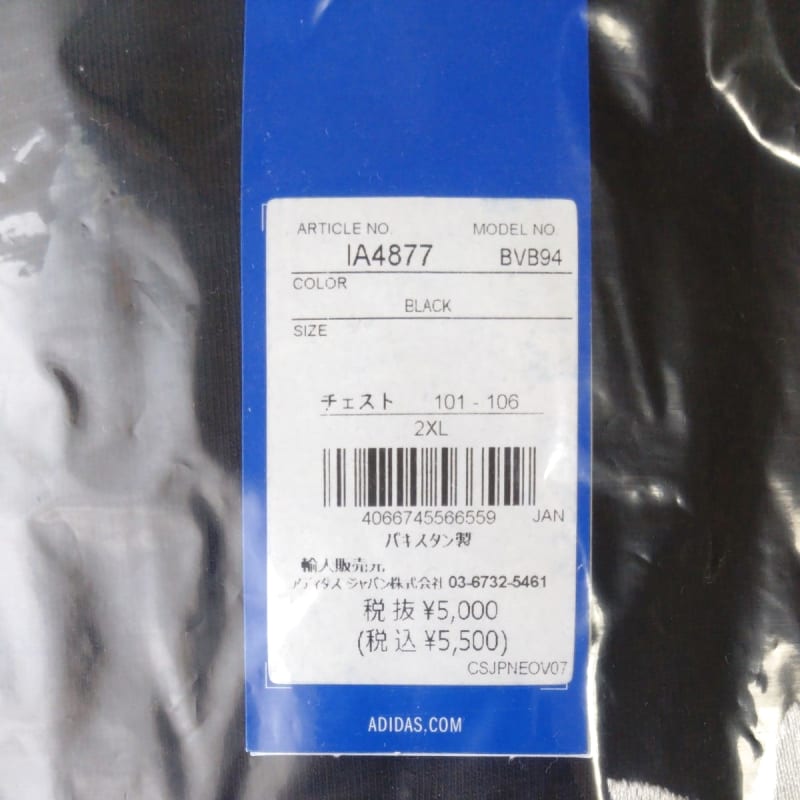 ARTICLE NO. MODEL NO.
IA4877 BVB94
COLOR
BLACK
SIZE
チェスト 101 - 106
2XL
4066745566559 JAN
パキスタン製
輸入販売元
アディダス ジャパン株式会社 03-6732-5461
税抜 ¥5,000
(税込 ¥5,500)
CSJPNEOV07
ADIDAS.COM